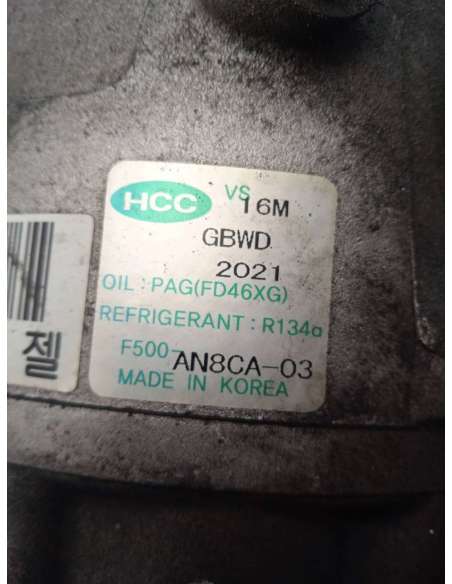 HCC VS 16M
GBWD
2021
OIL : PAG(FD46XG)
REFRIGERANT : R134a
F500-AN8CA-03
MADE IN KOREA
젤